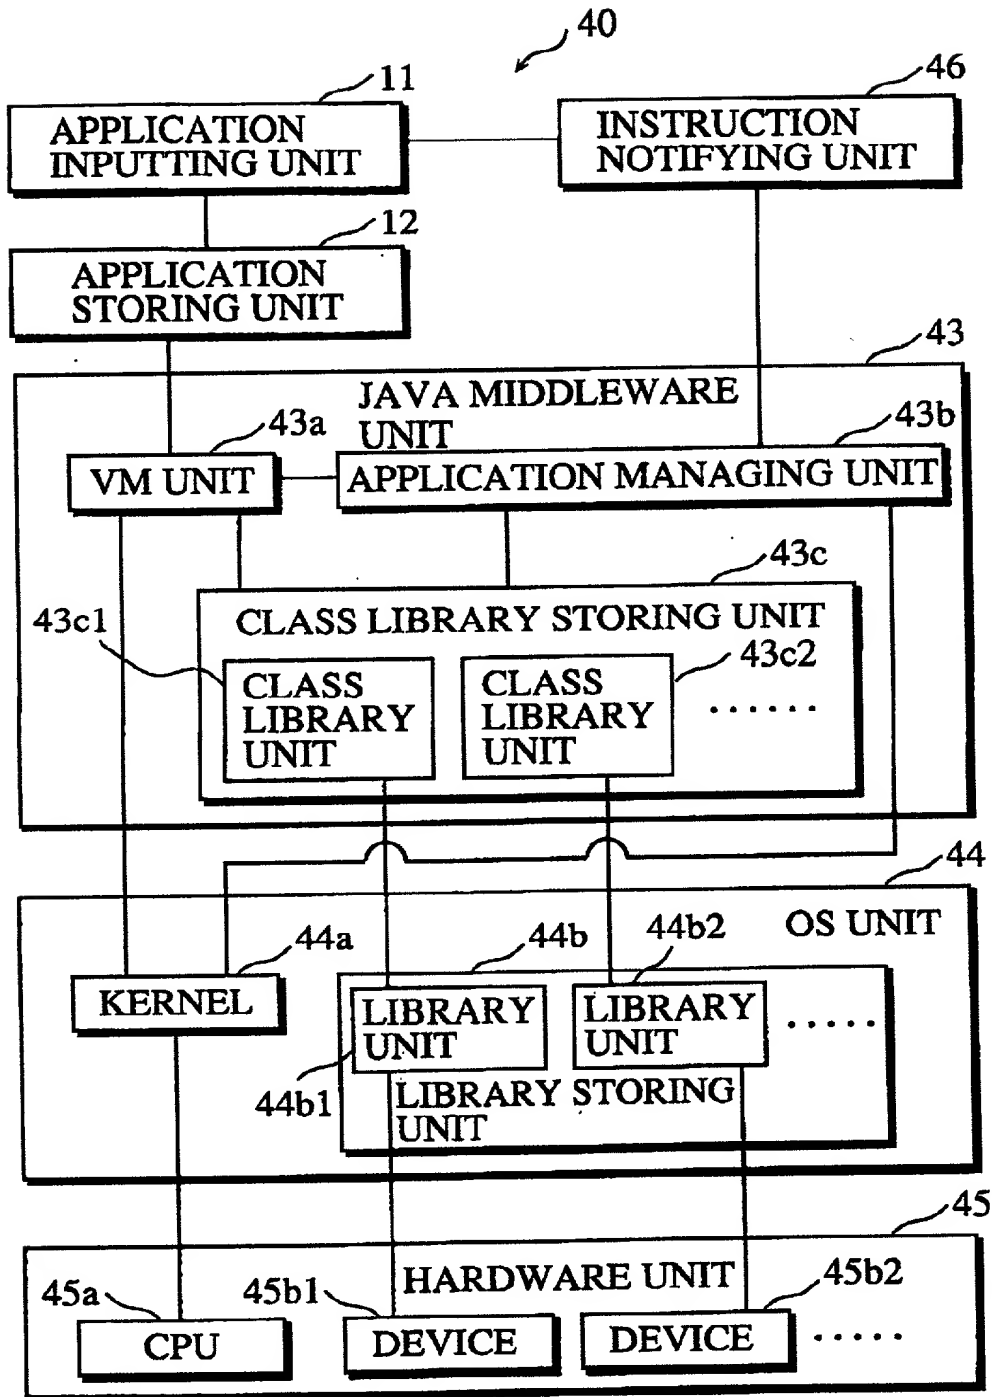 40
11
46
APPLICATION
INPUTTING UNIT
INSTRUCTION
NOTIFYING UNIT
12
APPLICATION
STORING UNIT
43
JAVA MIDDLEWARE
UNIT
43a
43b
VM UNIT
APPLICATION MANAGING UNIT
43c
43c1
CLASS LIBRARY STORING UNIT
43c2
CLASS
LIBRARY
UNIT
CLASS
LIBRARY
UNIT
......
44
OS UNIT
44a
44b
44b2
KERNEL
LIBRARY
UNIT
LIBRARY
UNIT
.....
44b1
LIBRARY STORING
UNIT
45
HARDWARE UNIT
45a
45b1
45b2
CPU
DEVICE
DEVICE
.....